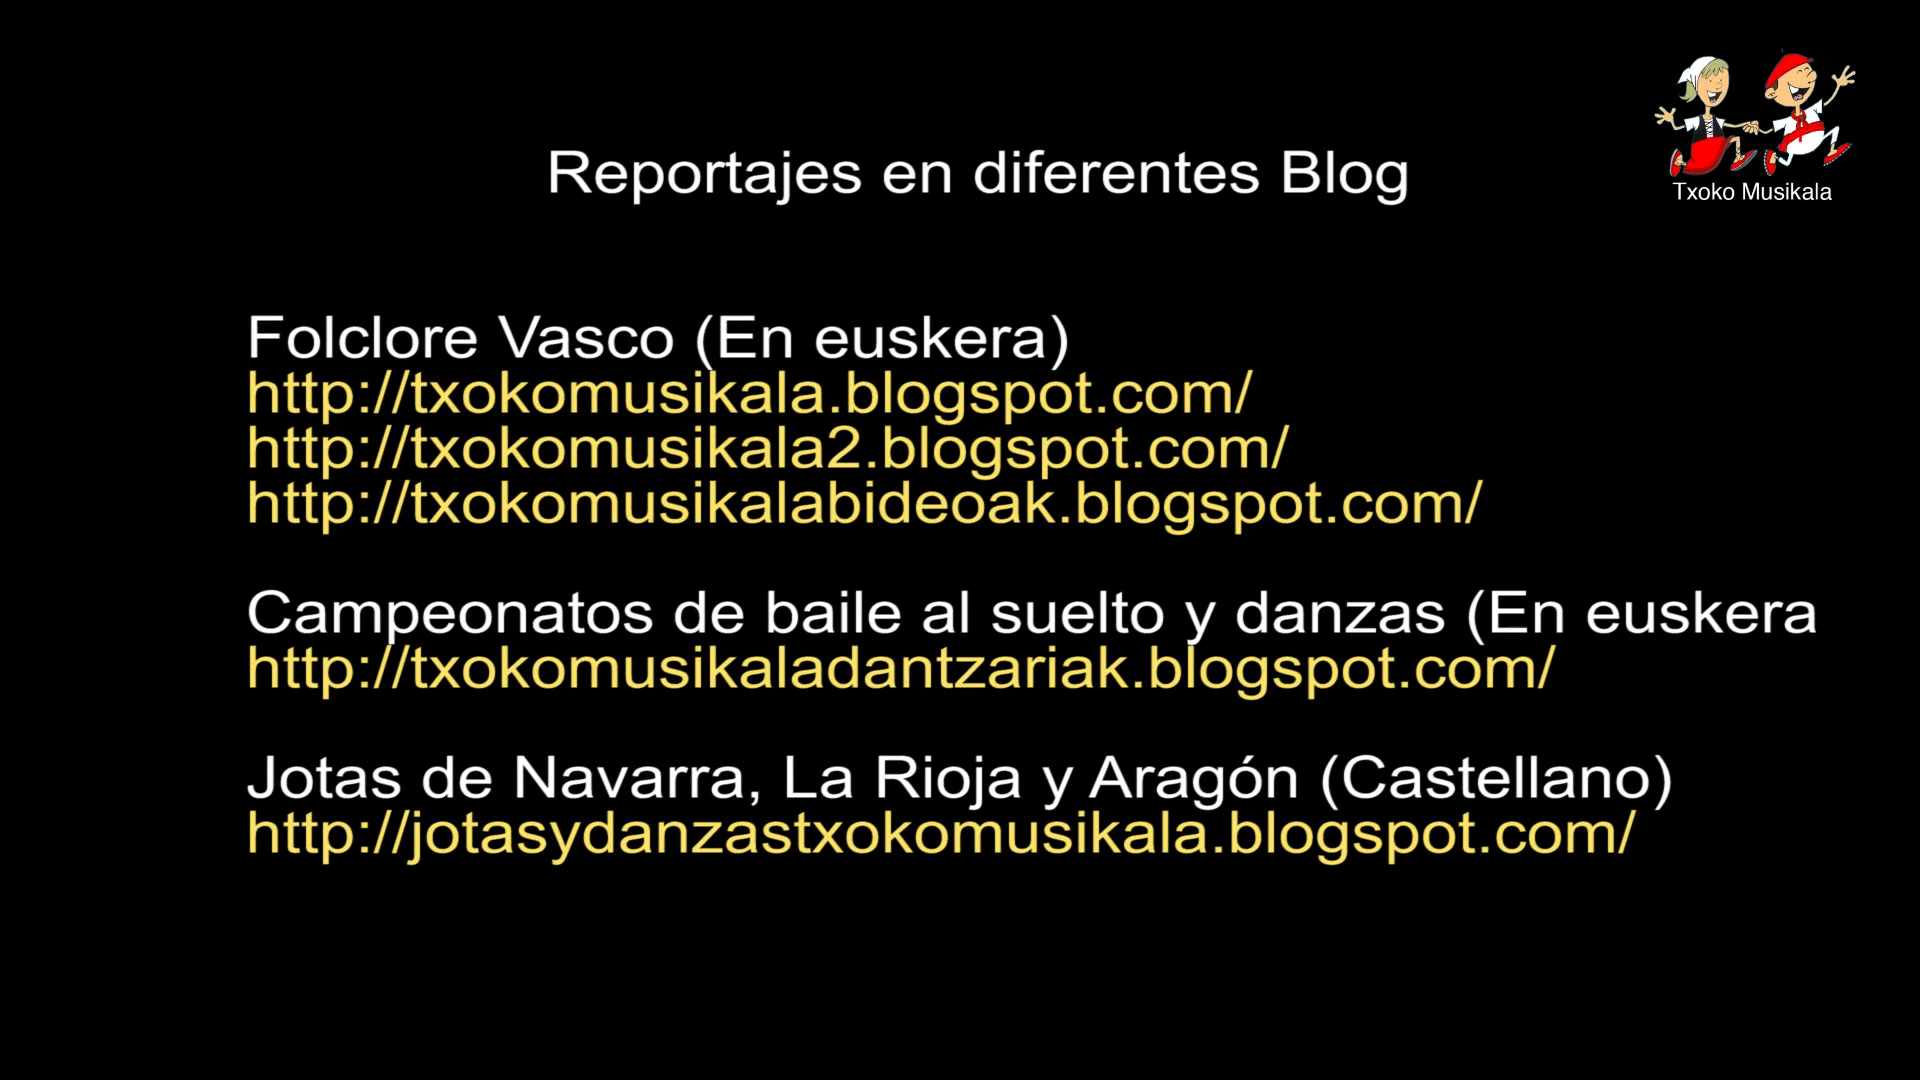 Reportajes en diferentes Blog
Txoko Musikala
Folclore Vasco (En euskera)
http://txokomusikala.blogspot.com/
http://txokomusikala2.blogspot.com/
http://txokomusikalabideoak.blogspot.com/
Campeonatos de baile al suelto y danzas (En euskera
http://txokomusikaladantzariak.blogspot.com/
Jotas de Navarra, La Rioja y Aragón (Castellano)
http://jotasydanzastxokomusikala.blogspot.com/